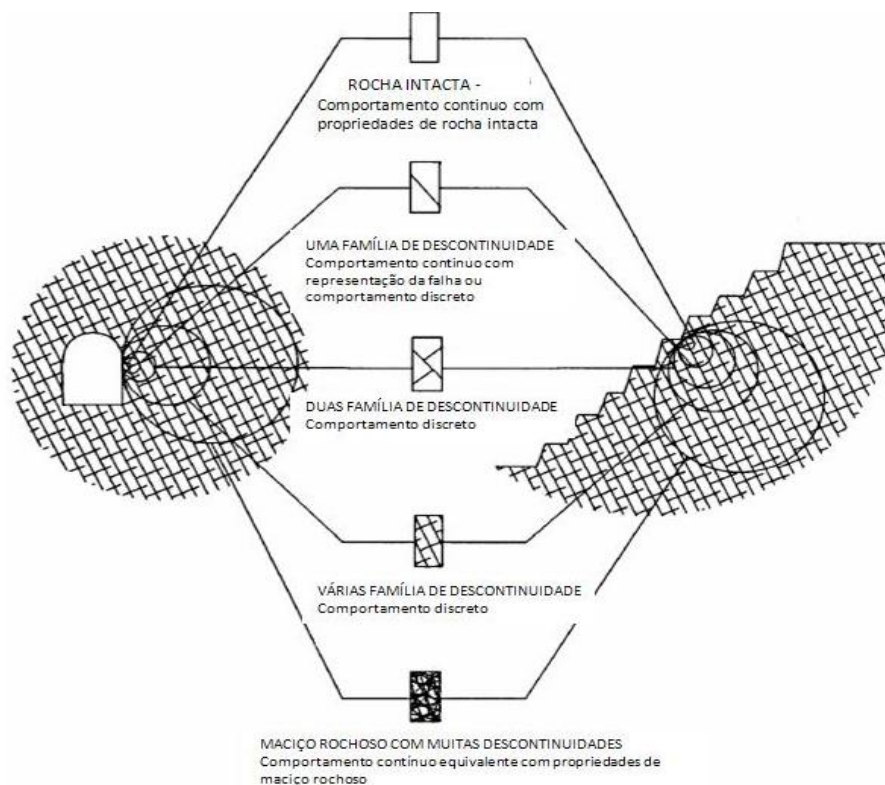 ROCHA INTACTA -
Comportamento continuo com
propriedades de rocha intacta
UMA FAMÍLIA DE DESCONTINUIDADE
Comportamento continuo com
representação da falha ou
comportamento discreto
DUAS FAMÍLIA DE DESCONTINUIDADE
Comportamento discreto
VÁRIAS FAMÍLIA DE DESCONTINUIDADE
Comportamento discreto
MACIÇO ROCHOSO COM MUITAS DESCONTINUIDADES
Comportamento contínuo equivalente com propriedades de
maciço rochoso